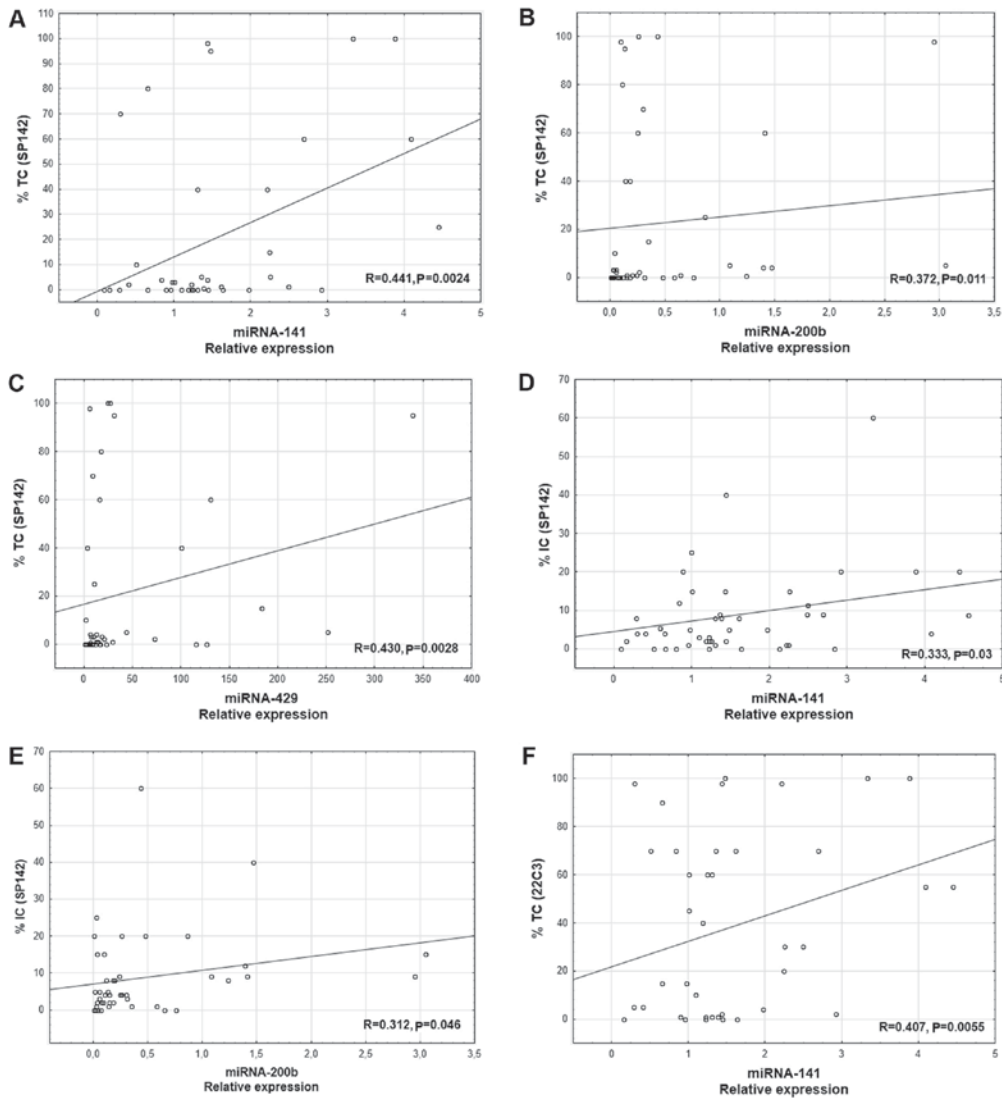 A
% TC (SP142)
110
100
90
80
70
60
50
40
30
20
10
0
0 1 2 3 4 5
R=0.441, P=0.0024
miRNA-141
Relative expression
B
% TC (SP142)
100
80
60
40
20
0
0,0 0,5 1,0 1,5 2,0 2,5 3,0 3,5
R=0.372, P=0.011
miRNA-200b
Relative expression
C
% TC (SP142)
100
80
60
40
20
0
0 50 100 150 200 250 300 350 400
R=0.430, P=0.0028
miRNA-429
Relative expression
D
% IC (SP142)
70
60
50
40
30
20
10
0
0 1 2 3 4 5
R=0.333, P=0.03
miRNA-141
Relative expression
E
% IC (SP142)
70
60
50
40
30
20
10
0
0,0 0,5 1,0 1,5 2,0 2,5 3,0 3,5
R=0.312, P=0.046
miRNA-200b
Relative expression
F
% TC (22C3)
100
80
60
40
20
0
0 1 2 3 4 5
R=0.407, P=0.0055
miRNA-141
Relative expression